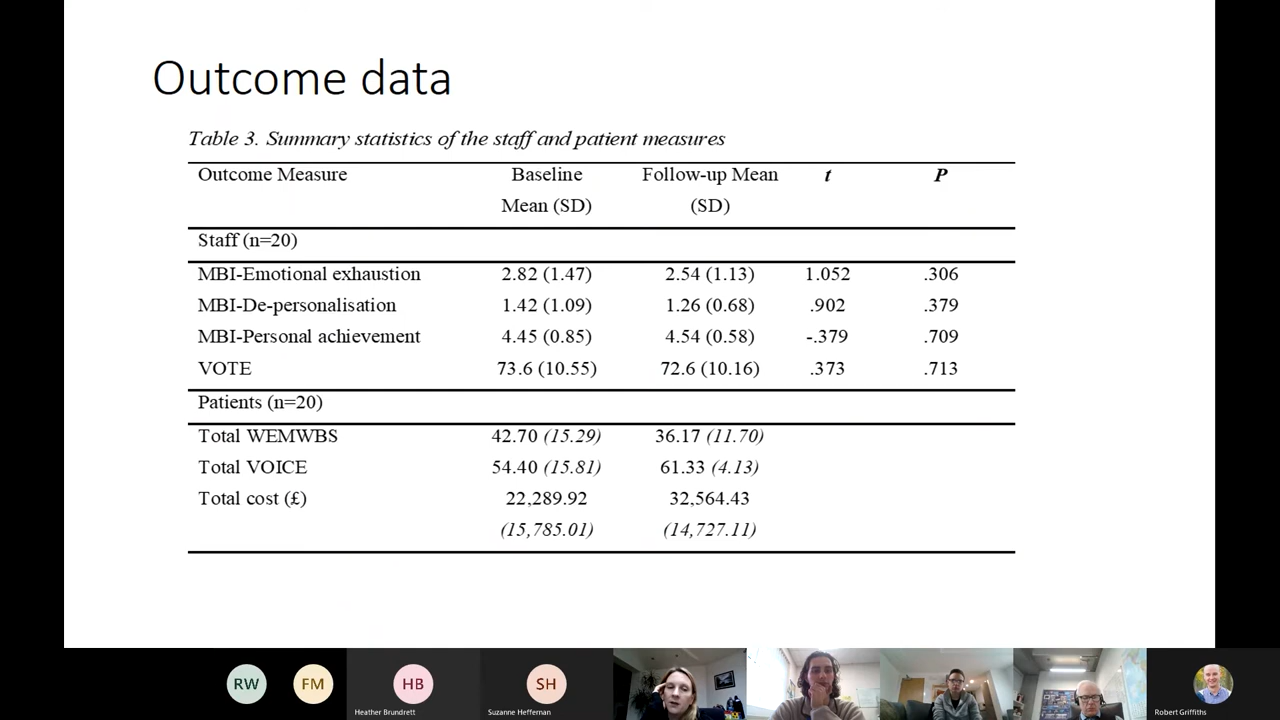 Outcome data
Table 3. Summary statistics of the staff and patient measures
Outcome Measure Baseline Follow-up Mean t P
Mean (SD) (SD)
Staff (n=20)
MBI-Emotional exhaustion 2.82 (1.47) 2.54 (1.13) 1.052 .306
MBI-De-personalisation 1.42 (1.09) 1.26 (0.68) .902 .379
MBI-Personal achievement 4.45 (0.85) 4.54 (0.58) -.379 .709
VOTE 73.6 (10.55) 72.6 (10.16) .373 .713
Patients (n=20)
Total WEMWBS 42.70 (15.29) 36.17 (11.70)
Total VOICE 54.40 (15.81) 61.33 (4.13)
Total cost (£) 22,289.92 32,564.43
(15,785.01) (14,727.11)
RW FM HB SH
Heather Brundrett Suzanne Heffernan Robert Griffiths